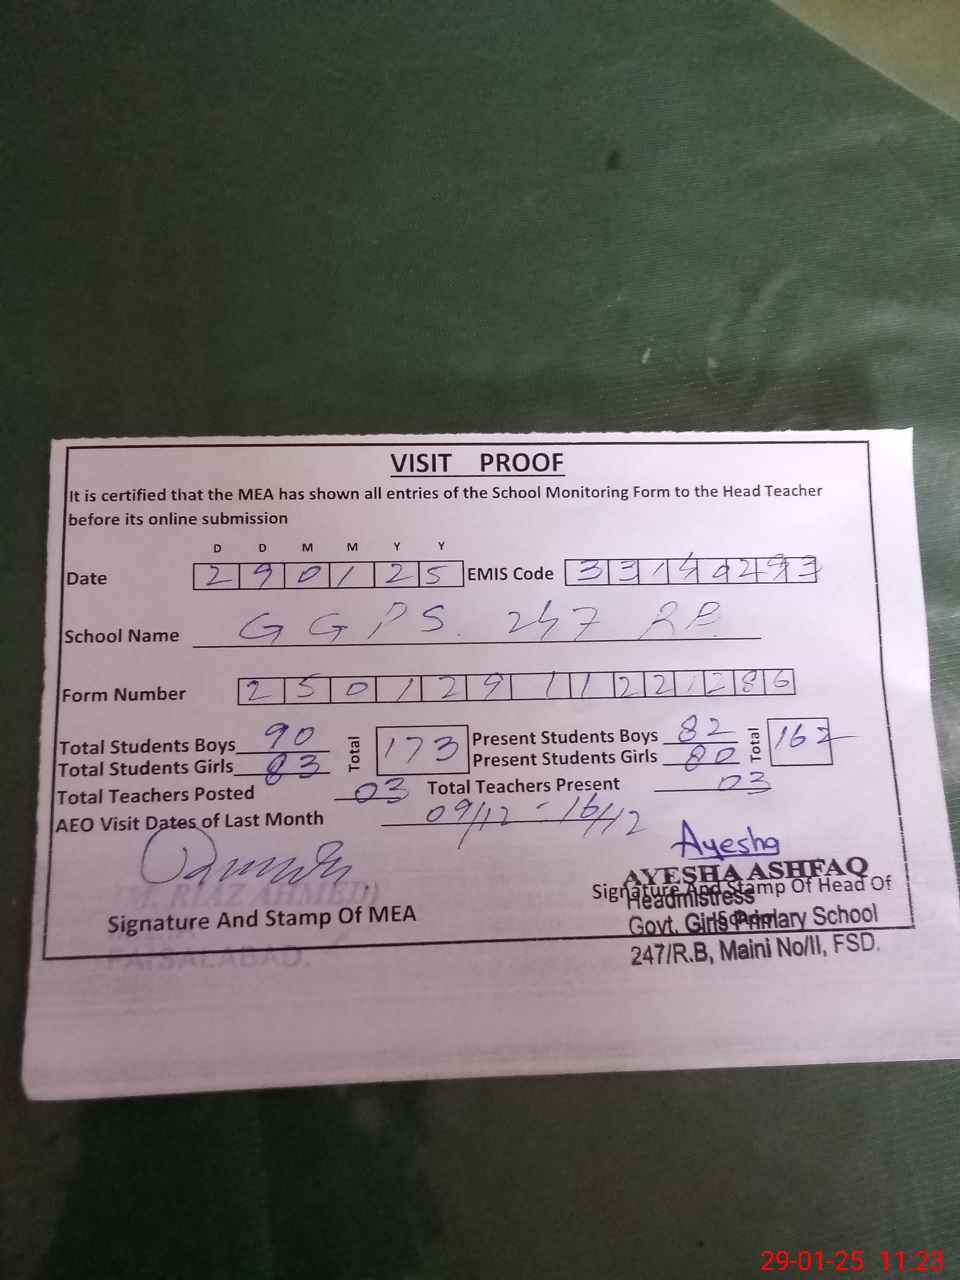 VISIT PROOF
It is certified that the MEA has shown all entries of the School Monitoring Form to the Head Teacher
before its online submission
D D M M Y Y
Date 2 9 0 1 2 5 EMIS Code 3 3 1 4 0 2 9 3
School Name G G P S. 247 RB
Form Number 2 5 0 1 2 9 1 1 2 2 1 2 8 6
Total Students Boys 90 Total 173 Present Students Boys 82 Total 162
Total Students Girls 83 Present Students Girls 80
Total Teachers Posted 03 Total Teachers Present 03
AEO Visit Dates of Last Month 09/12 - 16/12
Ayesha
AYESHA ASHFAQ
Signature And Stamp Of Head Of
School
Headmistress
Govt. Girls Primary School
247/R.B, Maini No/II, FSD.
(M. RIAZ AHMED)
Signature And Stamp Of MEA
FAISALABAD.
29-01-25 11:23